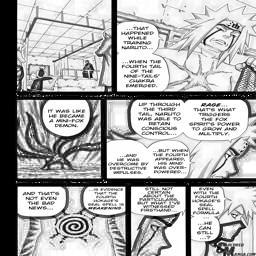 ...THAT
HAPPENED
WHILE
TRAINING
NARUTO...
...WHEN THE
FOURTH TAIL
OF THE
NINE-TAILS'
CHAKRA
EMERGED.
RAGE...
THAT'S WHAT
TRIGGERS THE
FOX
SPIRIT'S POWER
TO GROW AND
MULTIPLY.
UP THROUGH
THE THIRD
TAIL, NARUTO
WAS ABLE TO
RETAIN
CONSCIOUS
CONTROL...
...BUT WHEN
THE FOURTH
APPEARED,
HIS MIND
WAS OVER-
POWERED...
...AND
HE WAS
OVERCOME BY
DESTRUCTIVE
IMPULSES.
IT WAS LIKE
HE BECAME
A MINI-FOX
DEMON.
EVEN
WITH THE
FOURTH
HOKAGE'S
SEAL
FORMULA
...HE
CAN
STILL
STILL NOT
CERTAIN
ABOUT THE
PARTICULARS,
BUT WHAT I'VE
WITNESSED
FIRSTHAND...
...IS EVIDENCE
THAT THE
FOURTH
HOKAGE'S
SEAL SPELL IS
WEAKENING.
AND THAT'S
NOT EVEN
THE BAD
NEWS...